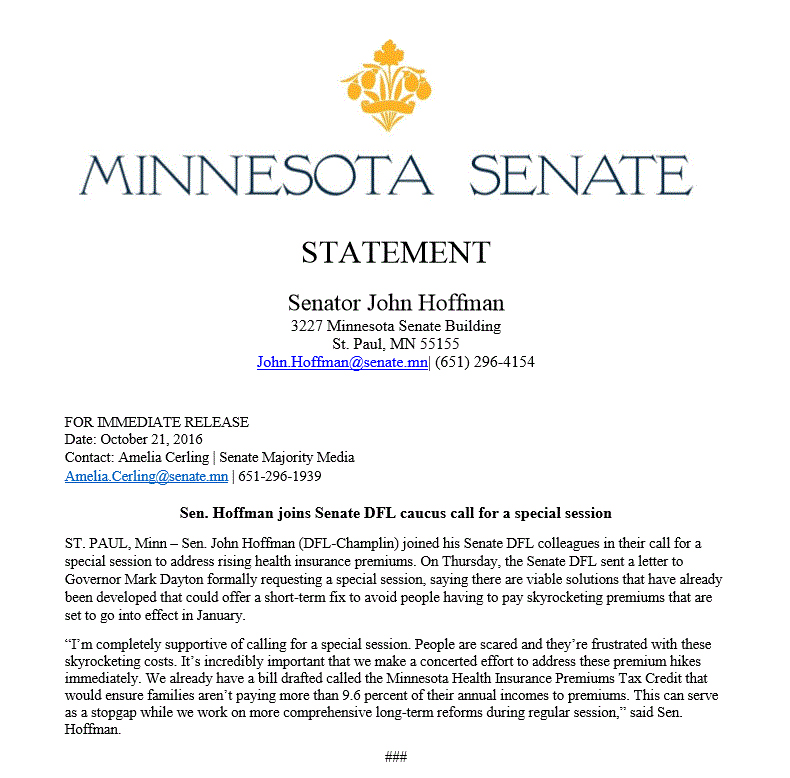 MINNESOTA SENATE
STATEMENT
Senator John Hoffman
3227 Minnesota Senate Building
St. Paul, MN 55155
John.Hoffman@senate.mn| (651) 296-4154
FOR IMMEDIATE RELEASE
Date: October 21, 2016
Contact: Amelia Cerling | Senate Majority Media
Amelia.Cerling@senate.mn | 651-296-1939
Sen. Hoffman joins Senate DFL caucus call for a special session
ST. PAUL, Minn – Sen. John Hoffman (DFL-Champlin) joined his Senate DFL colleagues in their call for a
special session to address rising health insurance premiums. On Thursday, the Senate DFL sent a letter to
Governor Mark Dayton formally requesting a special session, saying there are viable solutions that have already
been developed that could offer a short-term fix to avoid people having to pay skyrocketing premiums that are
set to go into effect in January.
“I’m completely supportive of calling for a special session. People are scared and they’re frustrated with these
skyrocketing costs. It’s incredibly important that we make a concerted effort to address these premium hikes
immediately. We already have a bill drafted called the Minnesota Health Insurance Premiums Tax Credit that
would ensure families aren’t paying more than 9.6 percent of their annual incomes to premiums. This can serve
as a stopgap while we work on more comprehensive long-term reforms during regular session,” said Sen.
Hoffman.
###